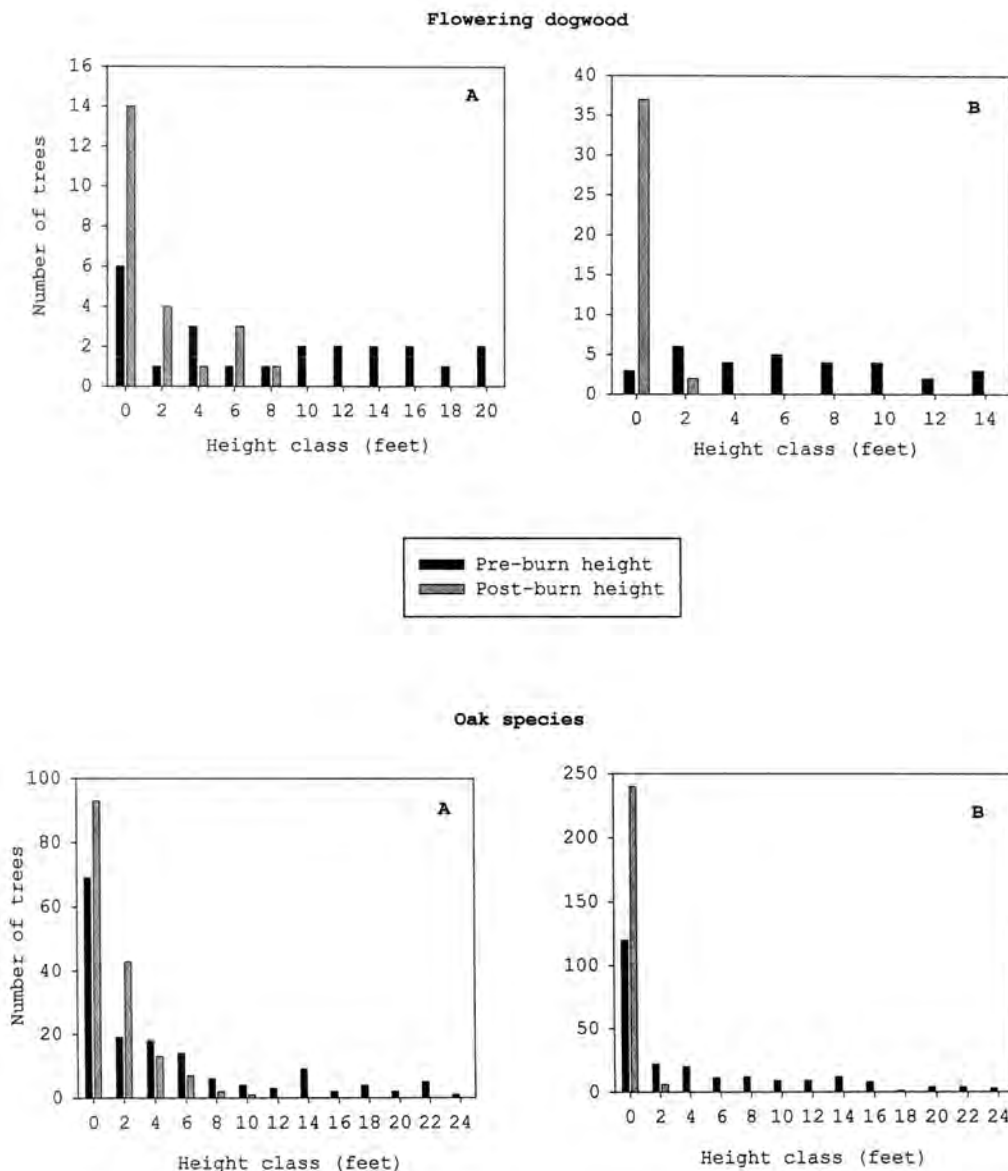 Flowering dogwood
A
Number of trees
16
14
12
10
8
6
4
2
0
0 2 4 6 8 10 12 14 16 18 20
Height class (feet)
B
40
35
30
25
20
15
10
5
0
0 2 4 6 8 10 12 14
Height class (feet)
Pre-burn height
Post-burn height
Oak species
A
Number of trees
100
80
60
40
20
0
0 2 4 6 8 10 12 14 16 18 20 22 24
Height class (feet)
B
250
200
150
100
50
0
0 2 4 6 8 10 12 14 16 18 20 22 24
Height class (feet)